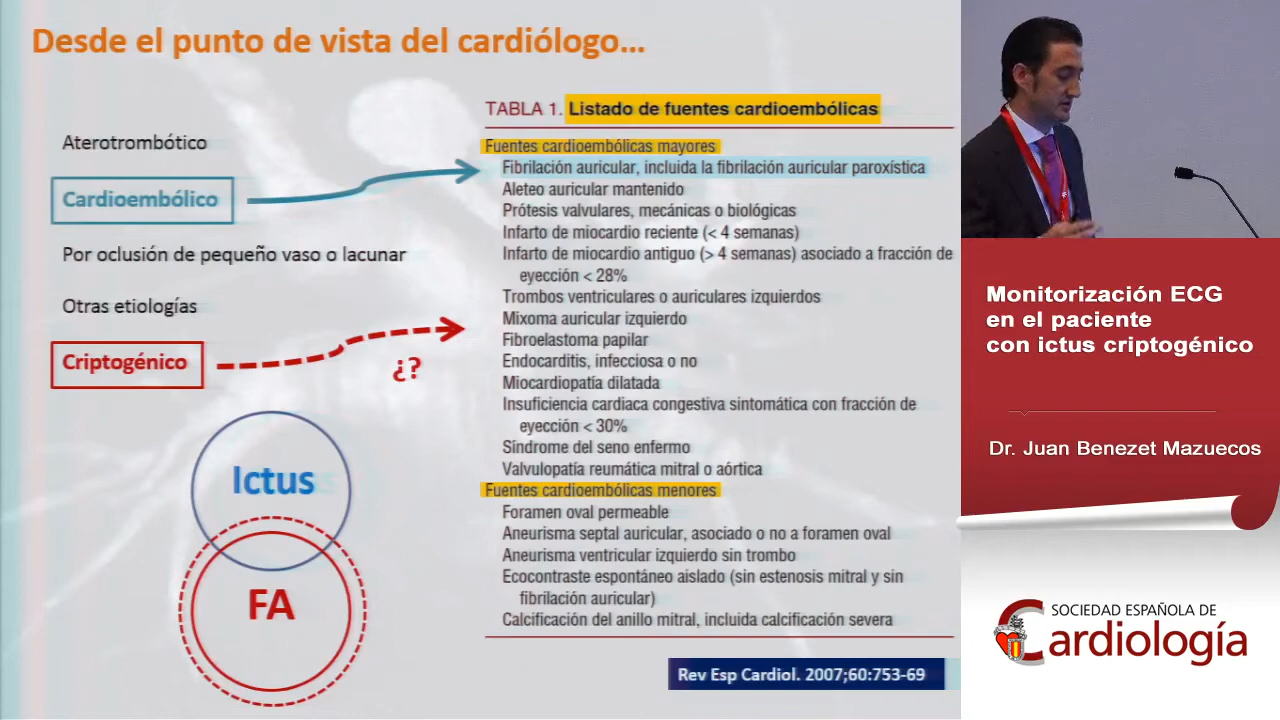 Desde el punto de vista del cardiólogo...
Aterotrombótico
Cardioembólico
Por oclusión de pequeño vaso o lacunar
Otras etiologías
Criptogénico
¿?
Ictus
FA
TABLA 1. Listado de fuentes cardioembólicas
Fuentes cardioembólicas mayores
Fibrilación auricular, incluida la fibrilación auricular paroxística
Aleteo auricular mantenido
Prótesis valvulares, mecánicas o biológicas
Infarto de miocardio reciente (< 4 semanas)
Infarto de miocardio antiguo (> 4 semanas) asociado a fracción de
eyección < 28%
Trombos ventriculares o auriculares izquierdos
Mixoma auricular izquierdo
Fibroelastoma papilar
Endocarditis, infecciosa o no
Miocardiopatía dilatada
Insuficiencia cardiaca congestiva sintomática con fracción de
eyección < 30%
Síndrome del seno enfermo
Valvulopatía reumática mitral o aórtica
Fuentes cardioembólicas menores
Foramen oval permeable
Aneurisma septal auricular, asociado o no a foramen oval
Aneurisma ventricular izquierdo sin trombo
Ecocontraste espontáneo aislado (sin estenosis mitral y sin
fibrilación auricular)
Calcificación del anillo mitral, incluida calcificación severa
Rev Esp Cardiol. 2007;60:753-69
Monitorización ECG
en el paciente
con ictus criptogénico
Dr. Juan Benezet Mazuecos
SOCIEDAD ESPAÑOLA DE
Cardiología